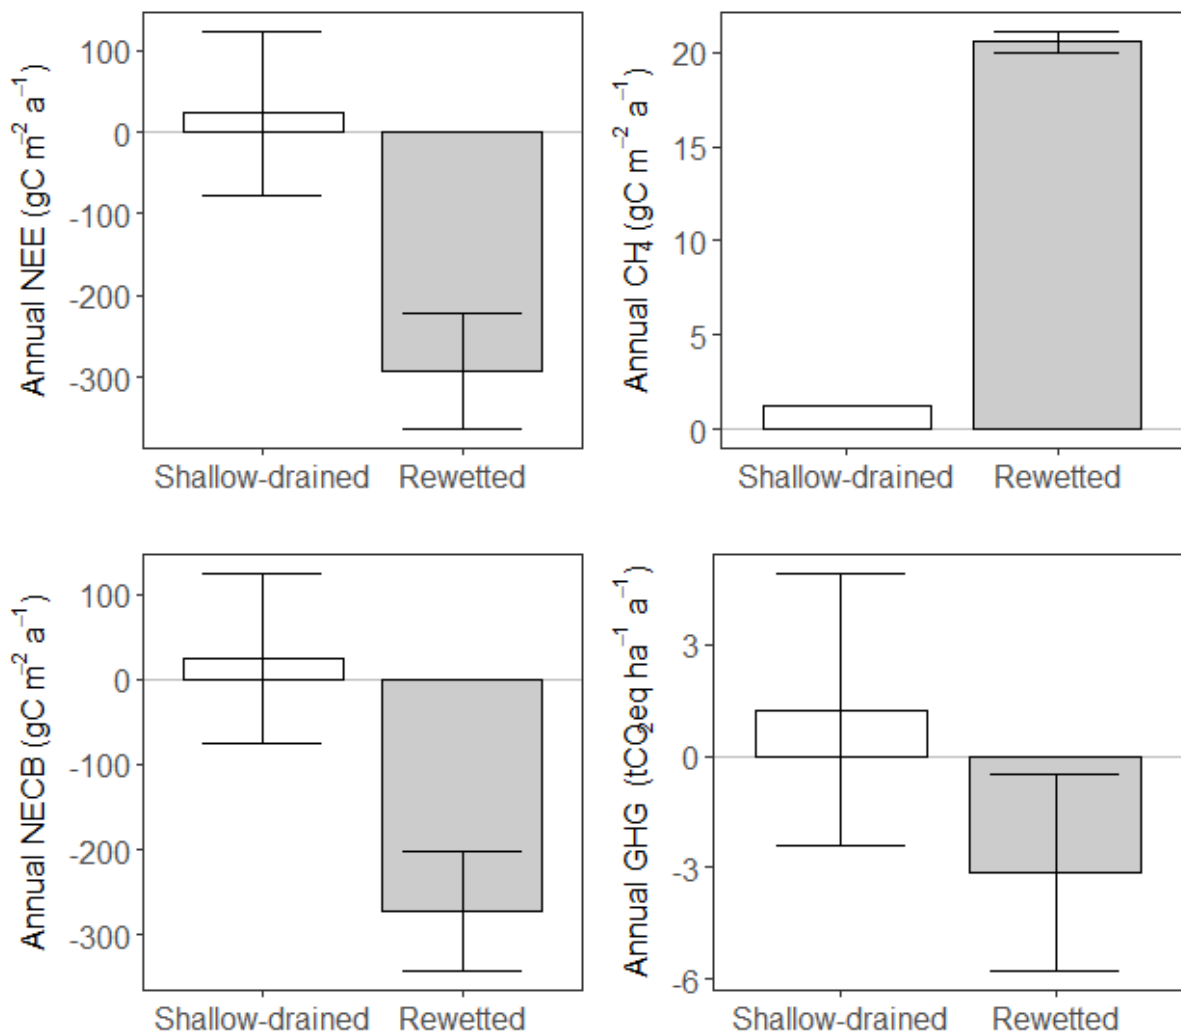 Annual NEE (gC m⁻² a⁻¹)
100
0
-100
-200
-300
Shallow-drained Rewetted
Annual CH₄ (gC m⁻² a⁻¹)
20
15
10
5
0
Shallow-drained Rewetted
Annual NECB (gC m⁻² a⁻¹)
100
0
-100
-200
-300
Shallow-drained Rewetted
Annual GHG (tCO₂eq ha⁻¹ a⁻¹)
3
0
-3
-6
Shallow-drained Rewetted